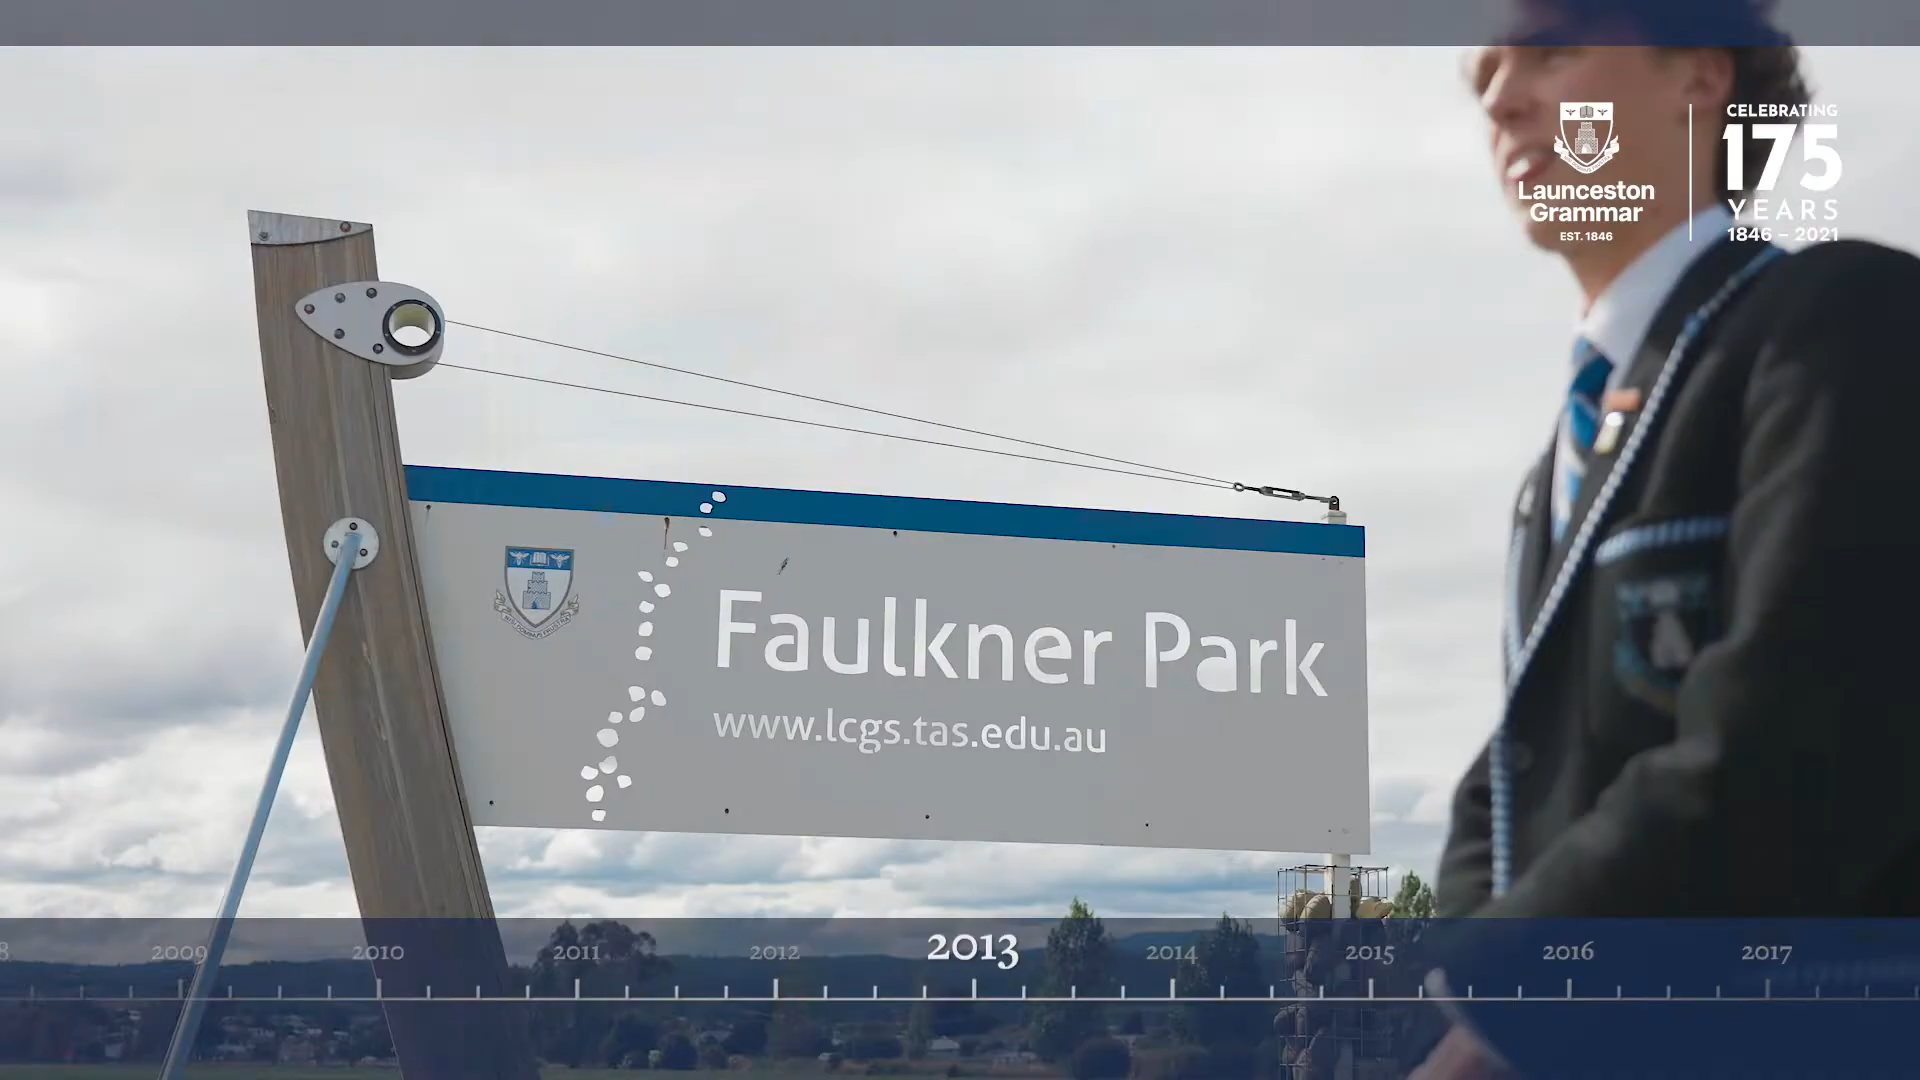 CELEBRATING
175
YEARS
1846 – 2021
Launceston
Grammar
EST. 1846
Faulkner Park
www.lcgs.tas.edu.au
2009 2010 2011 2012 2013 2014 2015 2016 2017